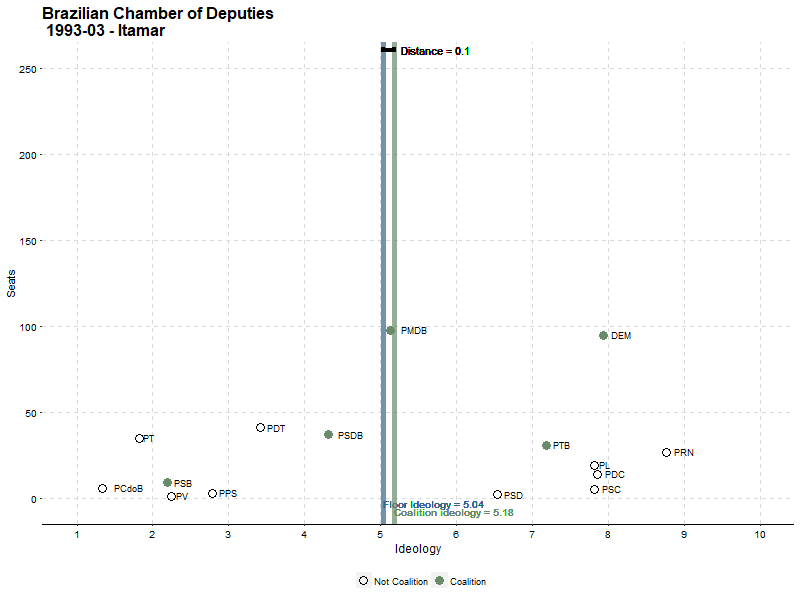 Brazilian Chamber of Deputies
1993-03 - Itamar
Distance = 0.1
250
200
150
100
50
0
Seats
PMDB
DEM
PT
PDT
PSDB
PTB
PRN
PL
PDC
PCdoB
PSB
PV
PPS
PSD
PSC
Floor Ideology = 5.04
Coalition ideology = 5.18
1 2 3 4 5 6 7 8 9 10
Ideology
Not Coalition Coalition